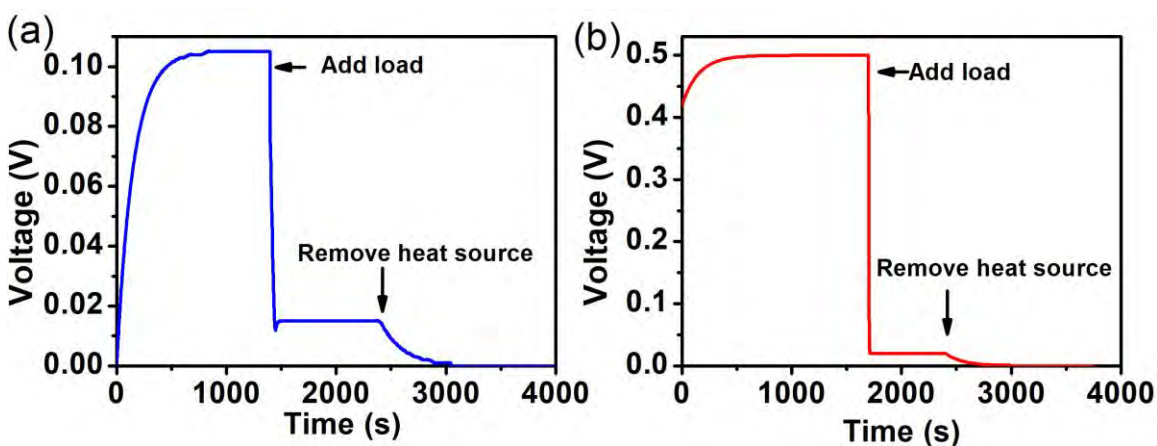 (a)
0.10
0.08
0.06
0.04
0.02
0.00
Voltage (V)
Add load
Remove heat source
0 1000 2000 3000 4000
Time (s)
(b)
0.5
0.4
0.3
0.2
0.1
0.0
Voltage (V)
Add load
Remove heat source
0 1000 2000 3000 4000
Time (s)